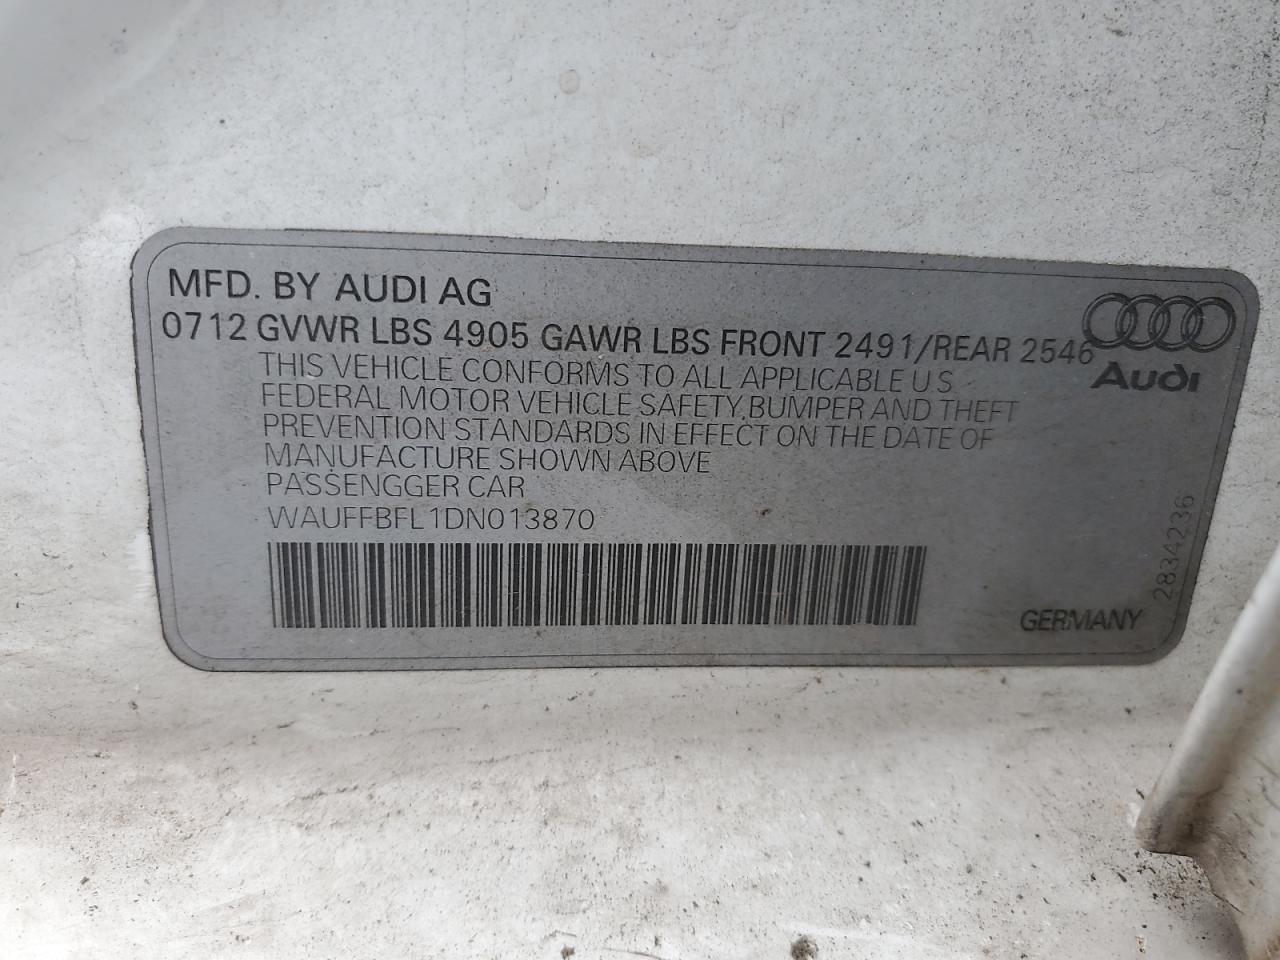 MFD. BY AUDI AG
0712 GVWR LBS 4905 GAWR LBS FRONT 2491/REAR 2546
Audi
THIS VEHICLE CONFORMS TO ALL APPLICABLE U S
FEDERAL MOTOR VEHICLE SAFETY, BUMPER AND THEFT
PREVENTION STANDARDS IN EFFECT ON THE DATE OF
MANUFACTURE SHOWN ABOVE
PASSENGGER CAR
WAUFFBFL1DN013870
GERMANY
2834236